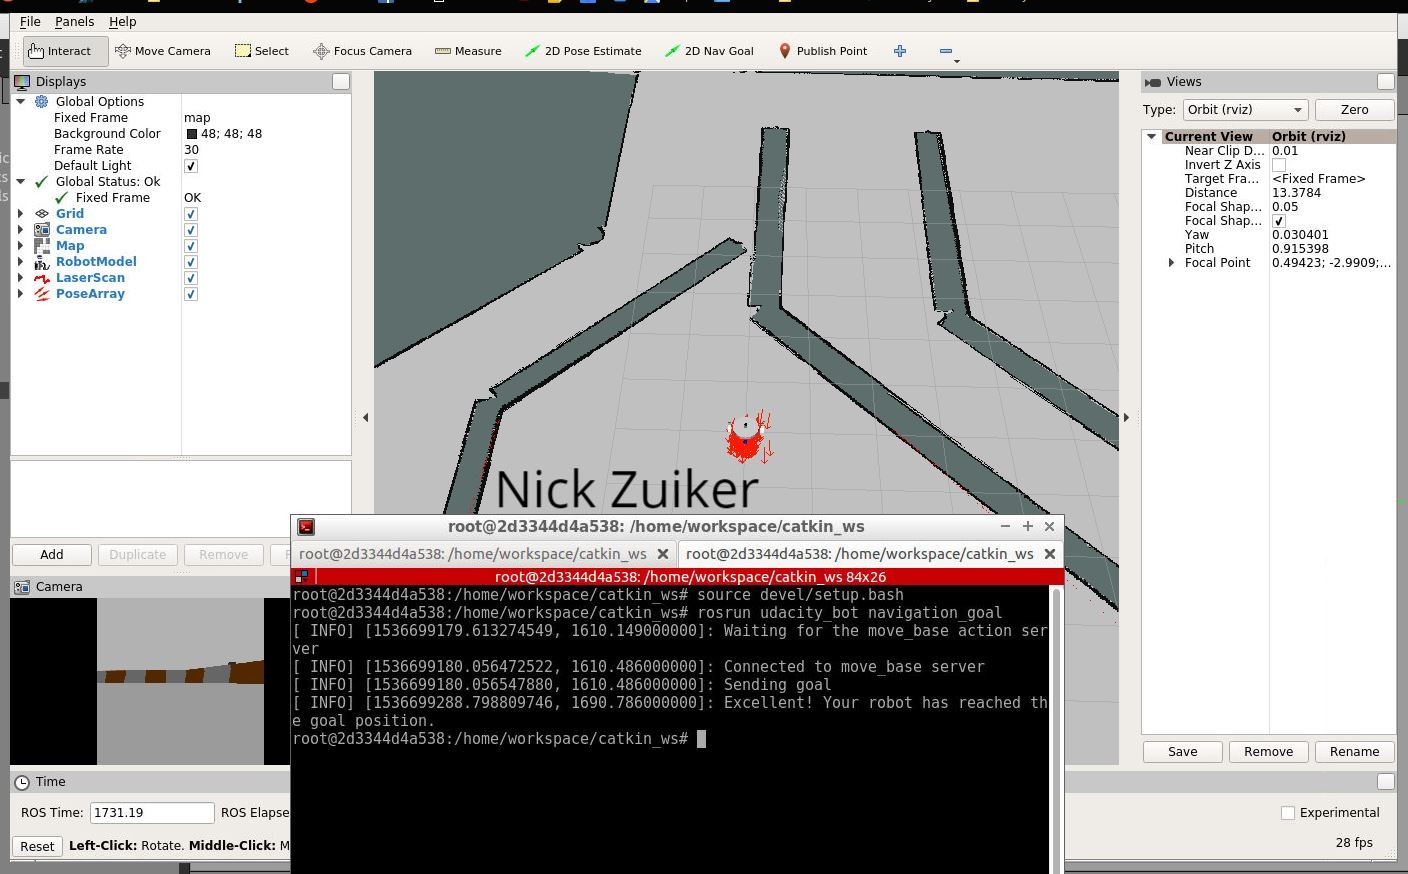 File Panels Help
Interact Move Camera Select Focus Camera Measure 2D Pose Estimate 2D Nav Goal Publish Point
Displays
Global Options
Fixed Frame map
Background Color 48; 48; 48
Frame Rate 30
Default Light
Global Status: Ok
Fixed Frame OK
Grid
Camera
Map
RobotModel
LaserScan
PoseArray
Add Duplicate Remove
Camera
Views
Type: Orbit (rviz) Zero
Current View Orbit (rviz)
Near Clip D... 0.01
Invert Z Axis
Target Fra... <Fixed Frame>
Distance 13.3784
Focal Shap... 0.05
Focal Shap...
Yaw 0.030401
Pitch 0.915398
Focal Point 0.49423; -2.9909;...
Save Remove Rename
Nick Zuiker
root@2d3344d4a538: /home/workspace/catkin_ws
root@2d3344d4a538: /home/workspace/catkin_ws root@2d3344d4a538: /home/workspace/catkin_ws
root@2d3344d4a538: /home/workspace/catkin_ws 84x26
root@2d3344d4a538:/home/workspace/catkin_ws# source devel/setup.bash
root@2d3344d4a538:/home/workspace/catkin_ws# rosrun udacity_bot navigation_goal
[ INFO] [1536699179.613274549, 1610.149000000]: Waiting for the move_base action ser
ver
[ INFO] [1536699180.056472522, 1610.486000000]: Connected to move_base server
[ INFO] [1536699180.056547880, 1610.486000000]: Sending goal
[ INFO] [1536699288.798809746, 1690.786000000]: Excellent! Your robot has reached th
e goal position.
root@2d3344d4a538:/home/workspace/catkin_ws#
Time
ROS Time: 1731.19 ROS Elapse
Experimental
Reset Left-Click: Rotate. Middle-Click: M
28 fps